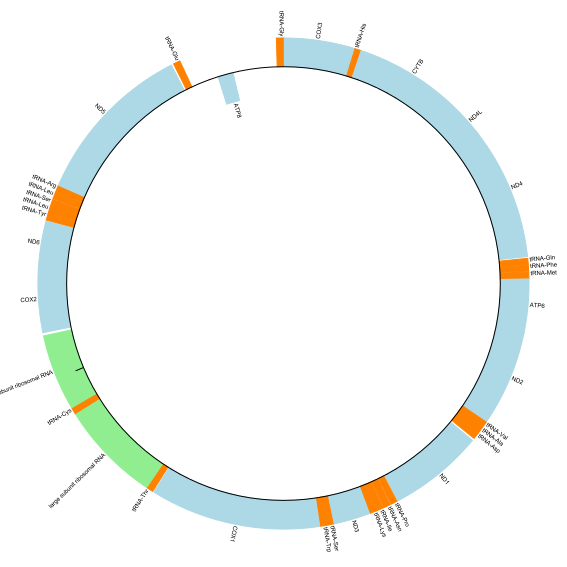 tRNA-Gly
COX3
tRNA-His
CYTB
ND4L
ND4
tRNA-Gln
tRNA-Phe
tRNA-Met
ATP6
ND2
tRNA-Val
tRNA-Ala
tRNA-Asp
ND1
tRNA-Pro
tRNA-Asn
tRNA-Ile
tRNA-Lys
ND3
tRNA-Ser
tRNA-Trp
COX1
tRNA-Thr
large subunit ribosomal RNA
tRNA-Cys
subunit ribosomal RNA
COX2
ND6
tRNA-Tyr
tRNA-Leu
tRNA-Ser
tRNA-Leu
tRNA-Arg
ND5
tRNA-Glu
ATP8